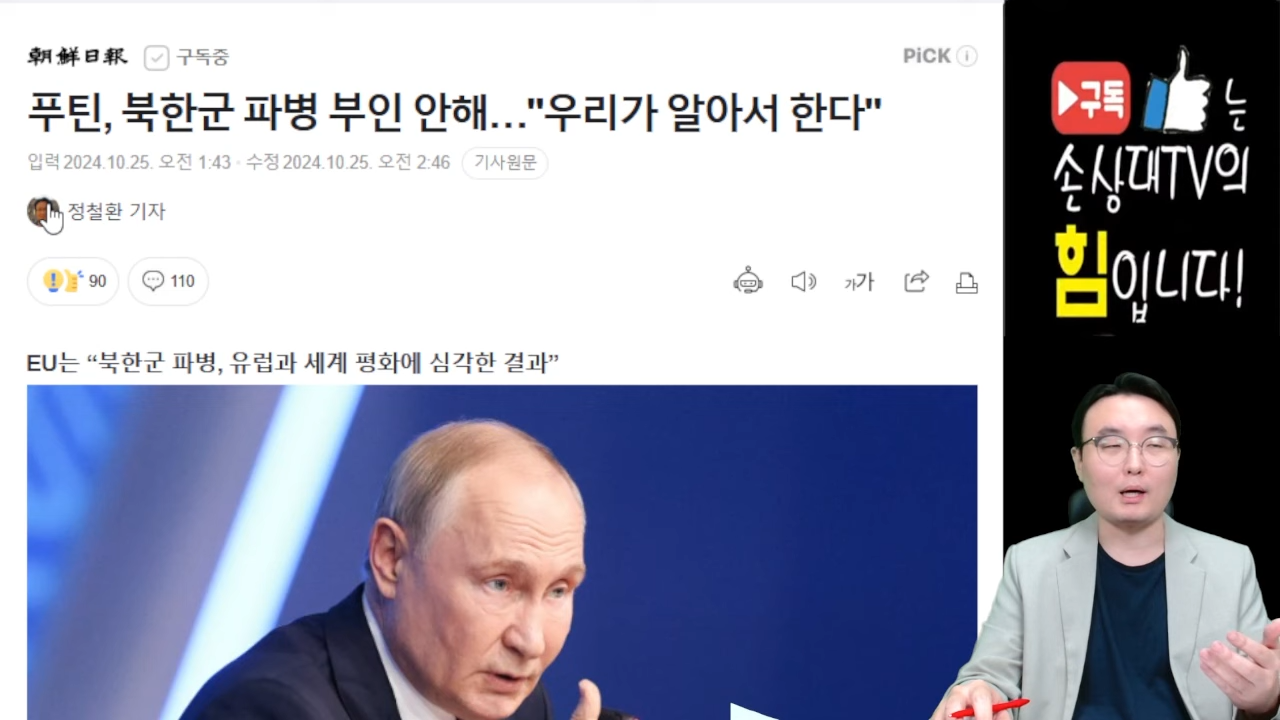 朝鮮日報 구독중
PiCK i
푸틴, 북한군 파병 부인 안해…"우리가 알아서 한다"
입력 2024.10.25. 오전 1:43 · 수정 2024.10.25. 오전 2:46 기사원문
정철환 기자
90 110
가가
EU는 “북한군 파병, 유럽과 세계 평화에 심각한 결과”
구독 는
손상대TV의
힘입니다!